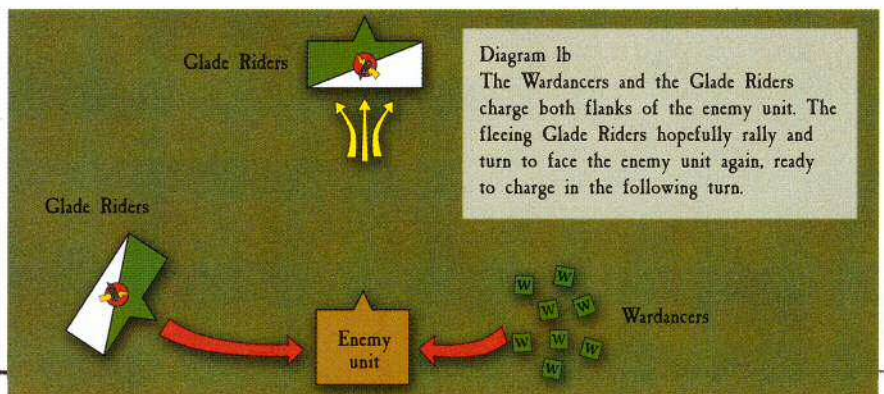 Glade Riders
Diagram 1b
The Wardancers and the Glade Riders
charge both flanks of the enemy unit. The
fleeing Glade Riders hopefully rally and
turn to face the enemy unit again, ready
to charge in the following turn.
Glade Riders
W
W
W
W
Wardancers
W
W
W
W
Enemy
unit